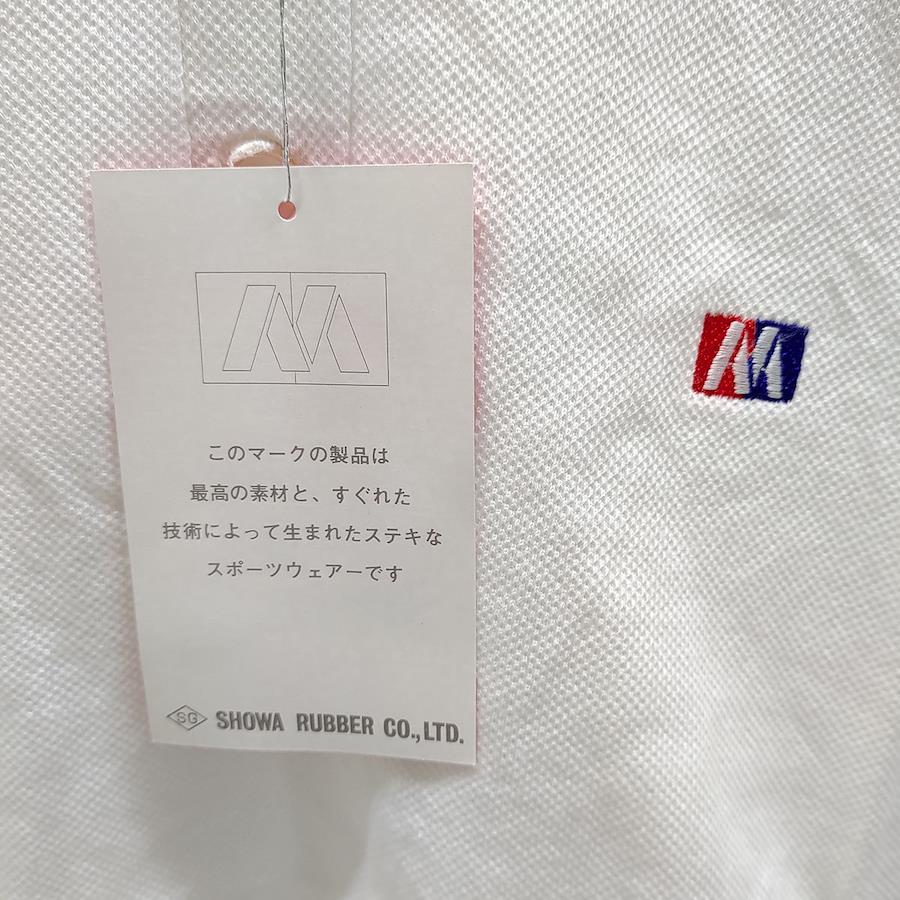 このマークの製品は
最高の素材と、すぐれた
技術によって生まれたステキな
スポーツウェアーです
SG SHOWA RUBBER CO.,LTD.